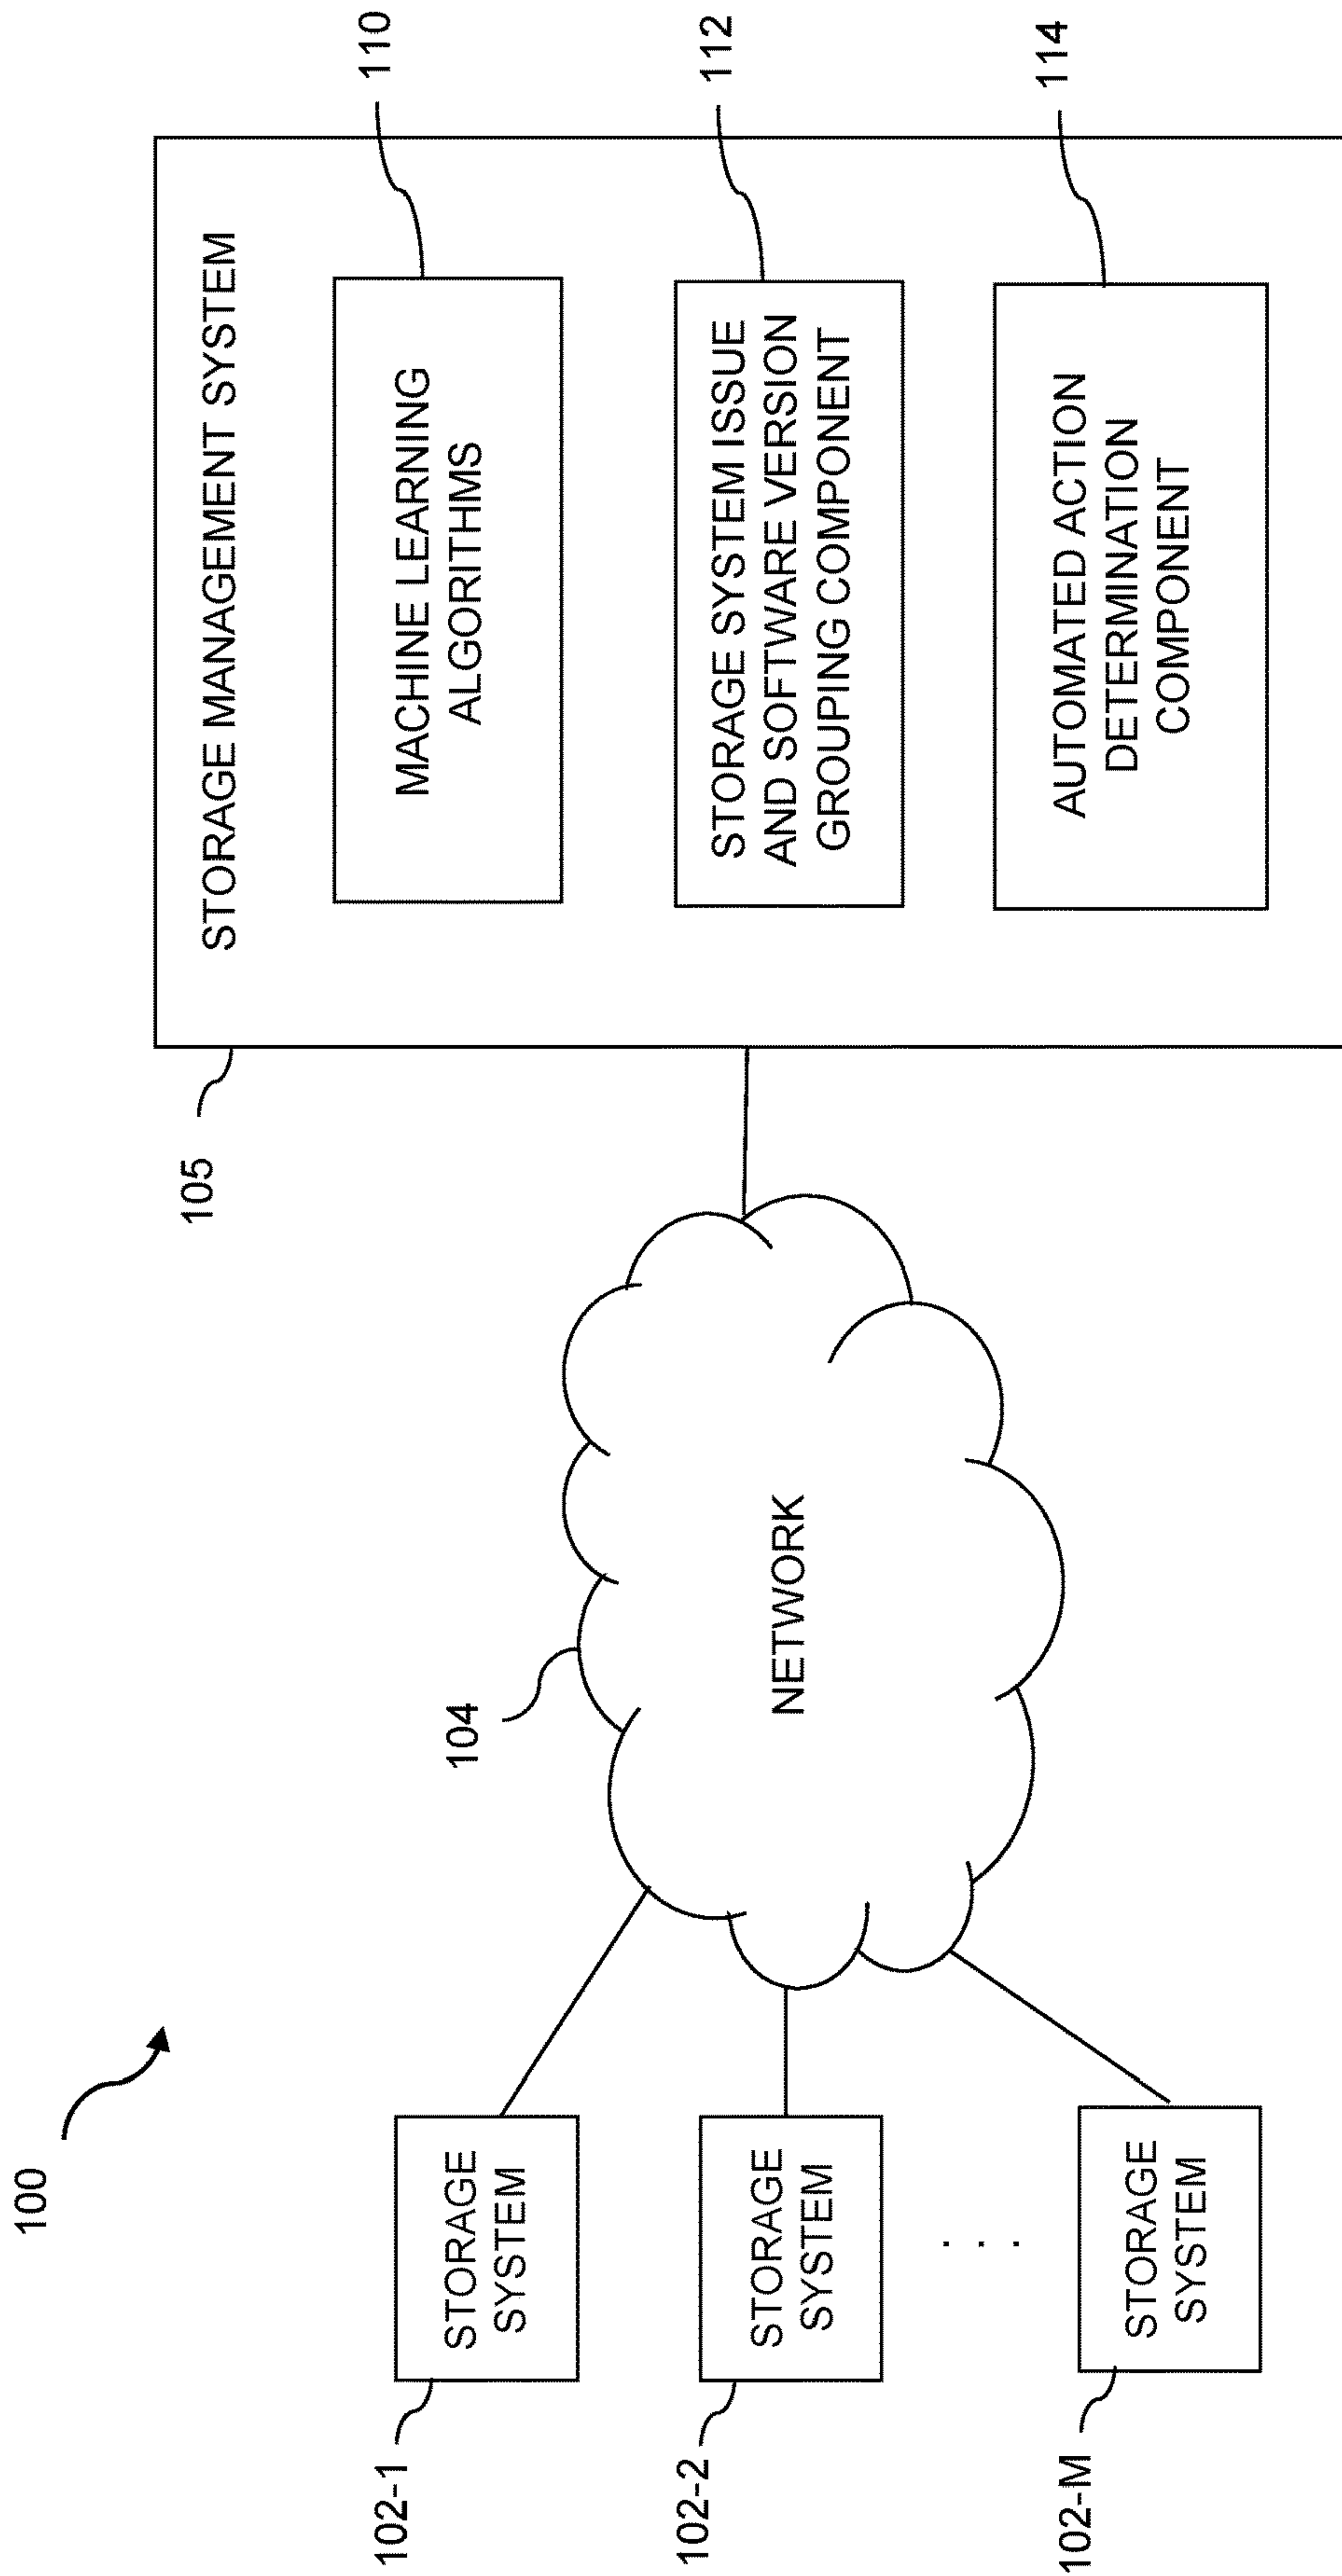 100
102-1
STORAGE
SYSTEM
102-2
STORAGE
SYSTEM
. . .
102-M
STORAGE
SYSTEM
104
NETWORK
105
STORAGE MANAGEMENT SYSTEM
MACHINE LEARNING
ALGORITHMS
110
STORAGE SYSTEM ISSUE
AND SOFTWARE VERSION
GROUPING COMPONENT
112
AUTOMATED ACTION
DETERMINATION
COMPONENT
114